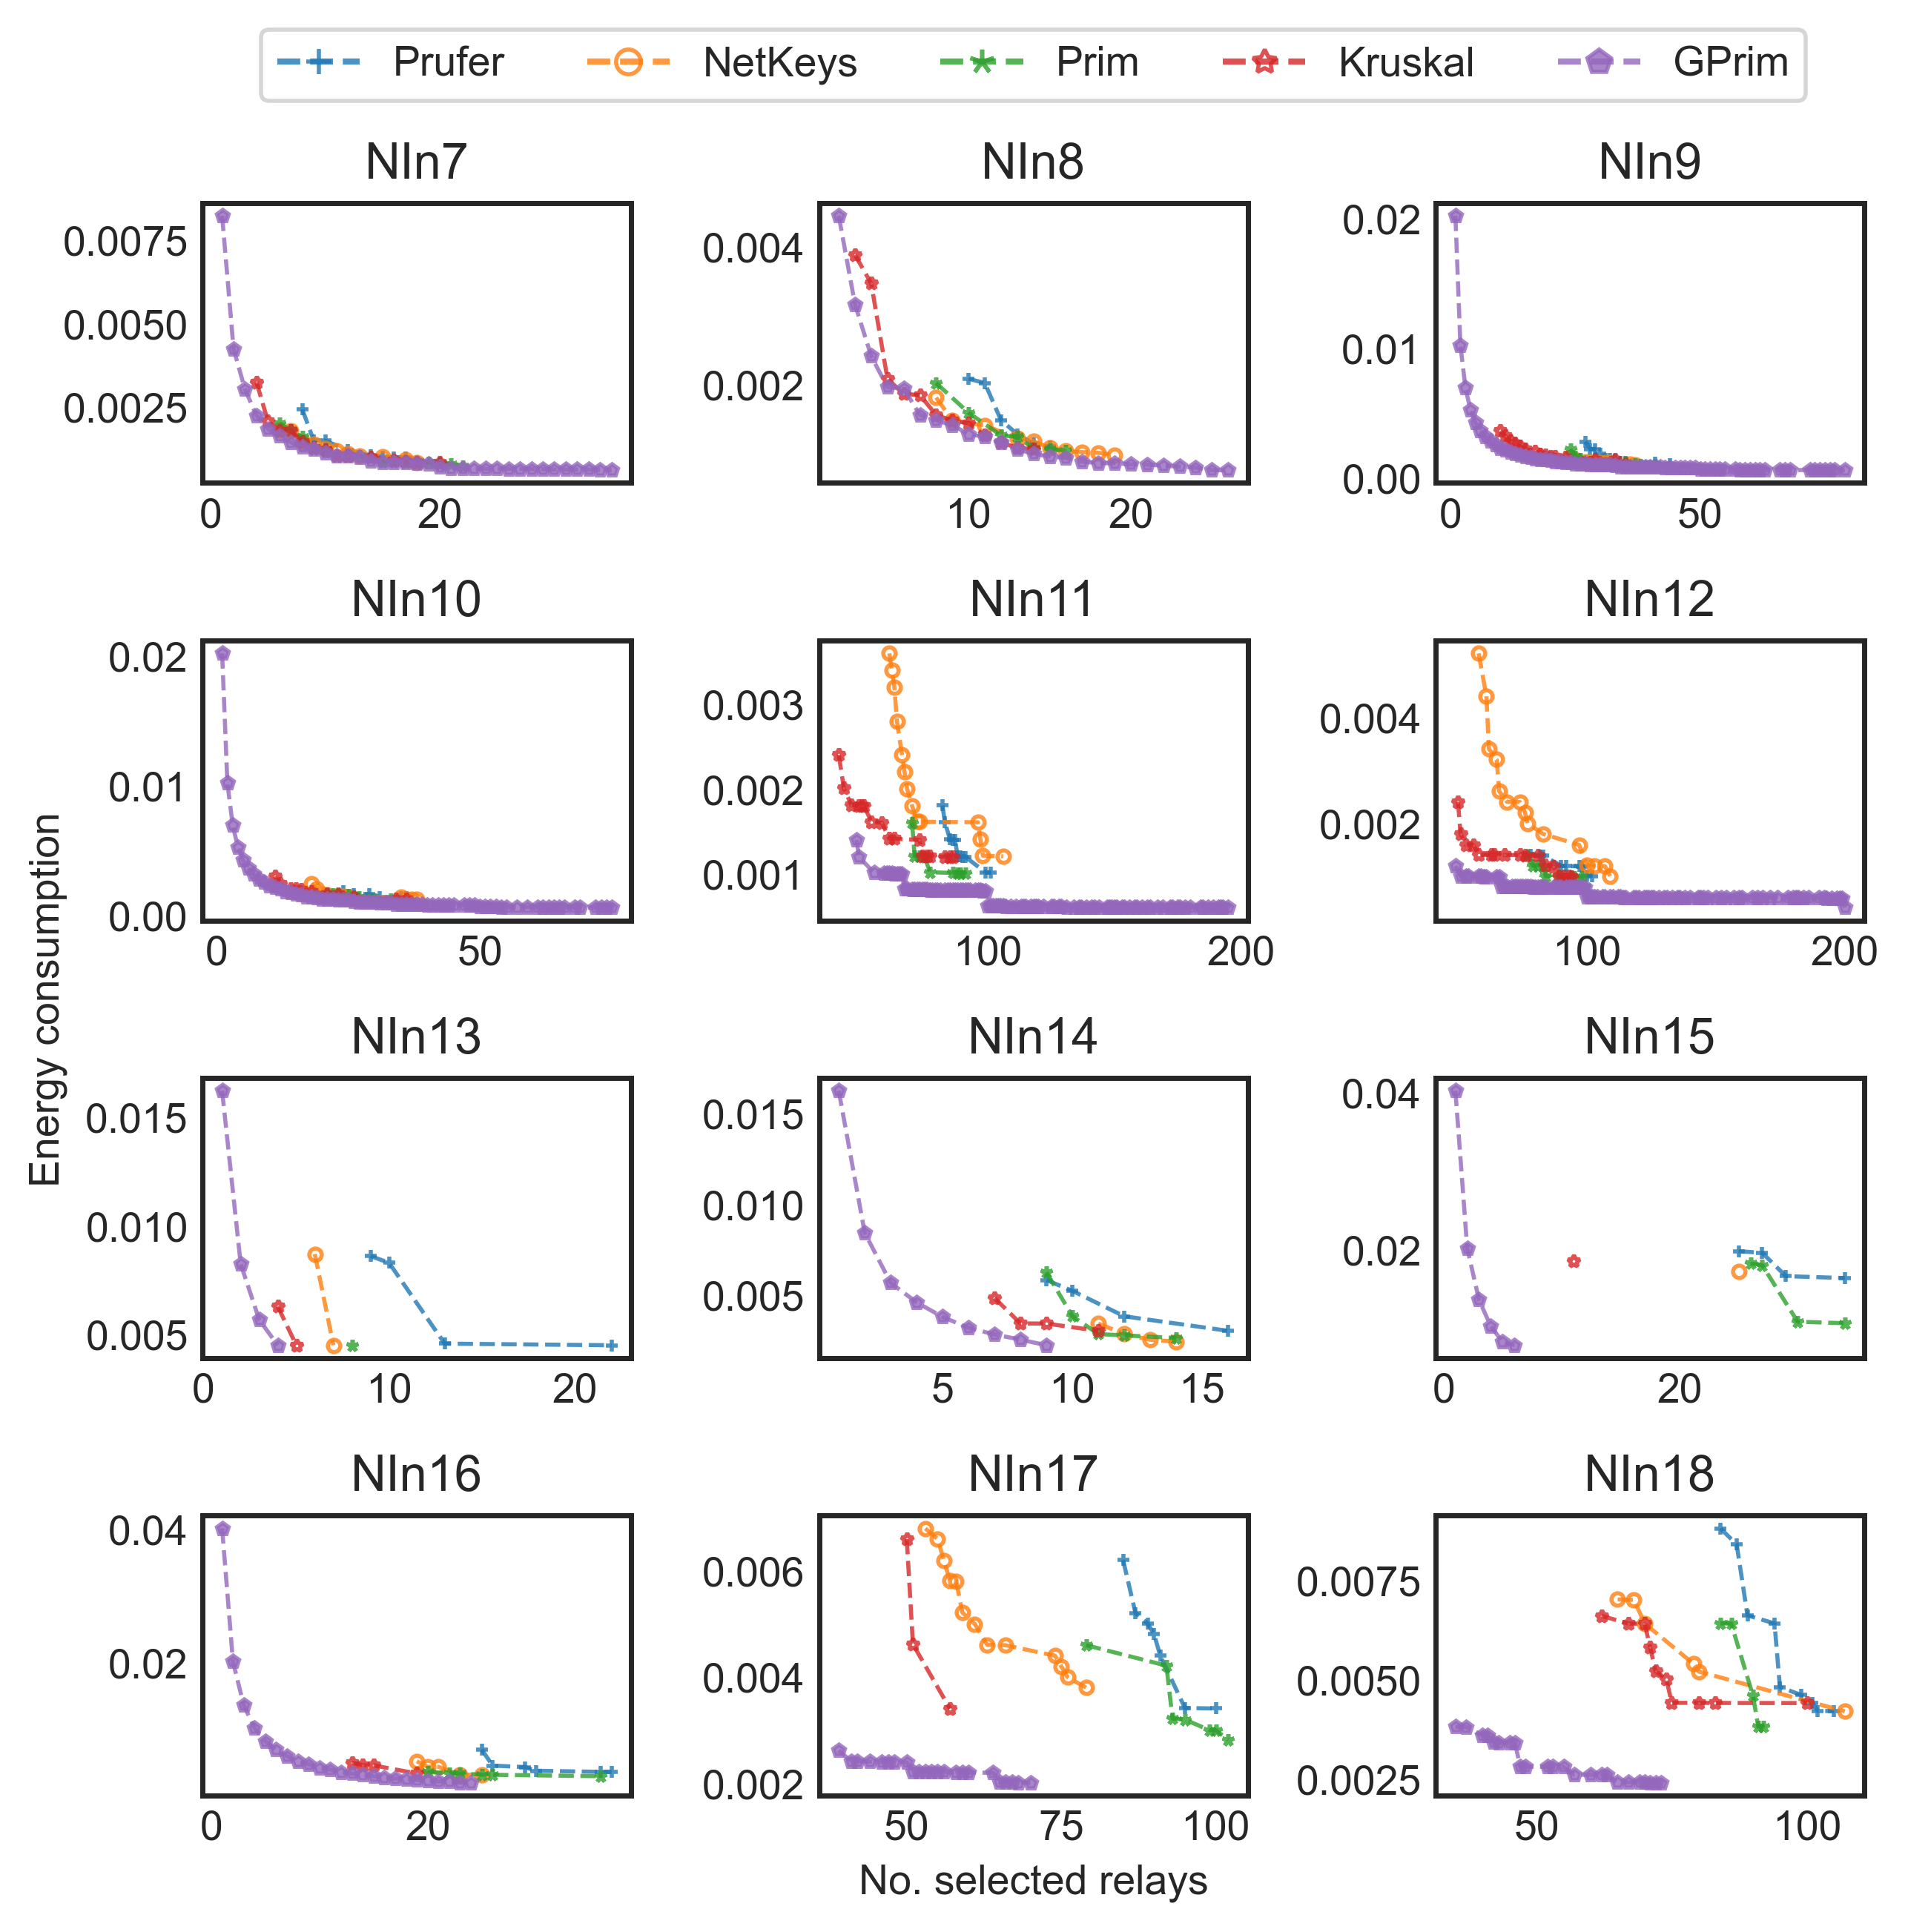 Prufer NetKeys Prim Kruskal GPrim
NIn7 NIn8 NIn9
0.0075 0.0050 0.0025
0 20
0.004 0.002
10 20
0.02 0.01 0.00
0 50
NIn10 NIn11 NIn12
0.02 0.01 0.00
0 50
0.003 0.002 0.001
100 200
0.004 0.002
100 200
NIn13 NIn14 NIn15
0.015 0.010 0.005
0 10 20
0.015 0.010 0.005
5 10 15
0.04 0.02
0 20
NIn16 NIn17 NIn18
0.04 0.02
0 20
0.006 0.004 0.002
50 75 100
0.0075 0.0050 0.0025
50 100
Energy consumption
No. selected relays